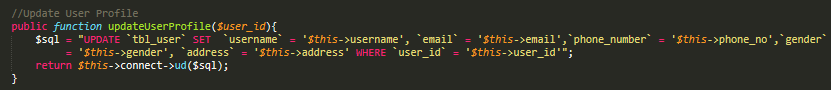 //Update User Profile
public function updateUserProfile($user_id){
$sql = "UPDATE `tbl_user` SET  `username` = '$this->username', `email` = '$this->email',`phone_number` = '$this->phone_no',`gender`
= '$this->gender', `address` = '$this->address' WHERE `user_id` = '$this->user_id'";
return $this->connect->ud($sql);
}